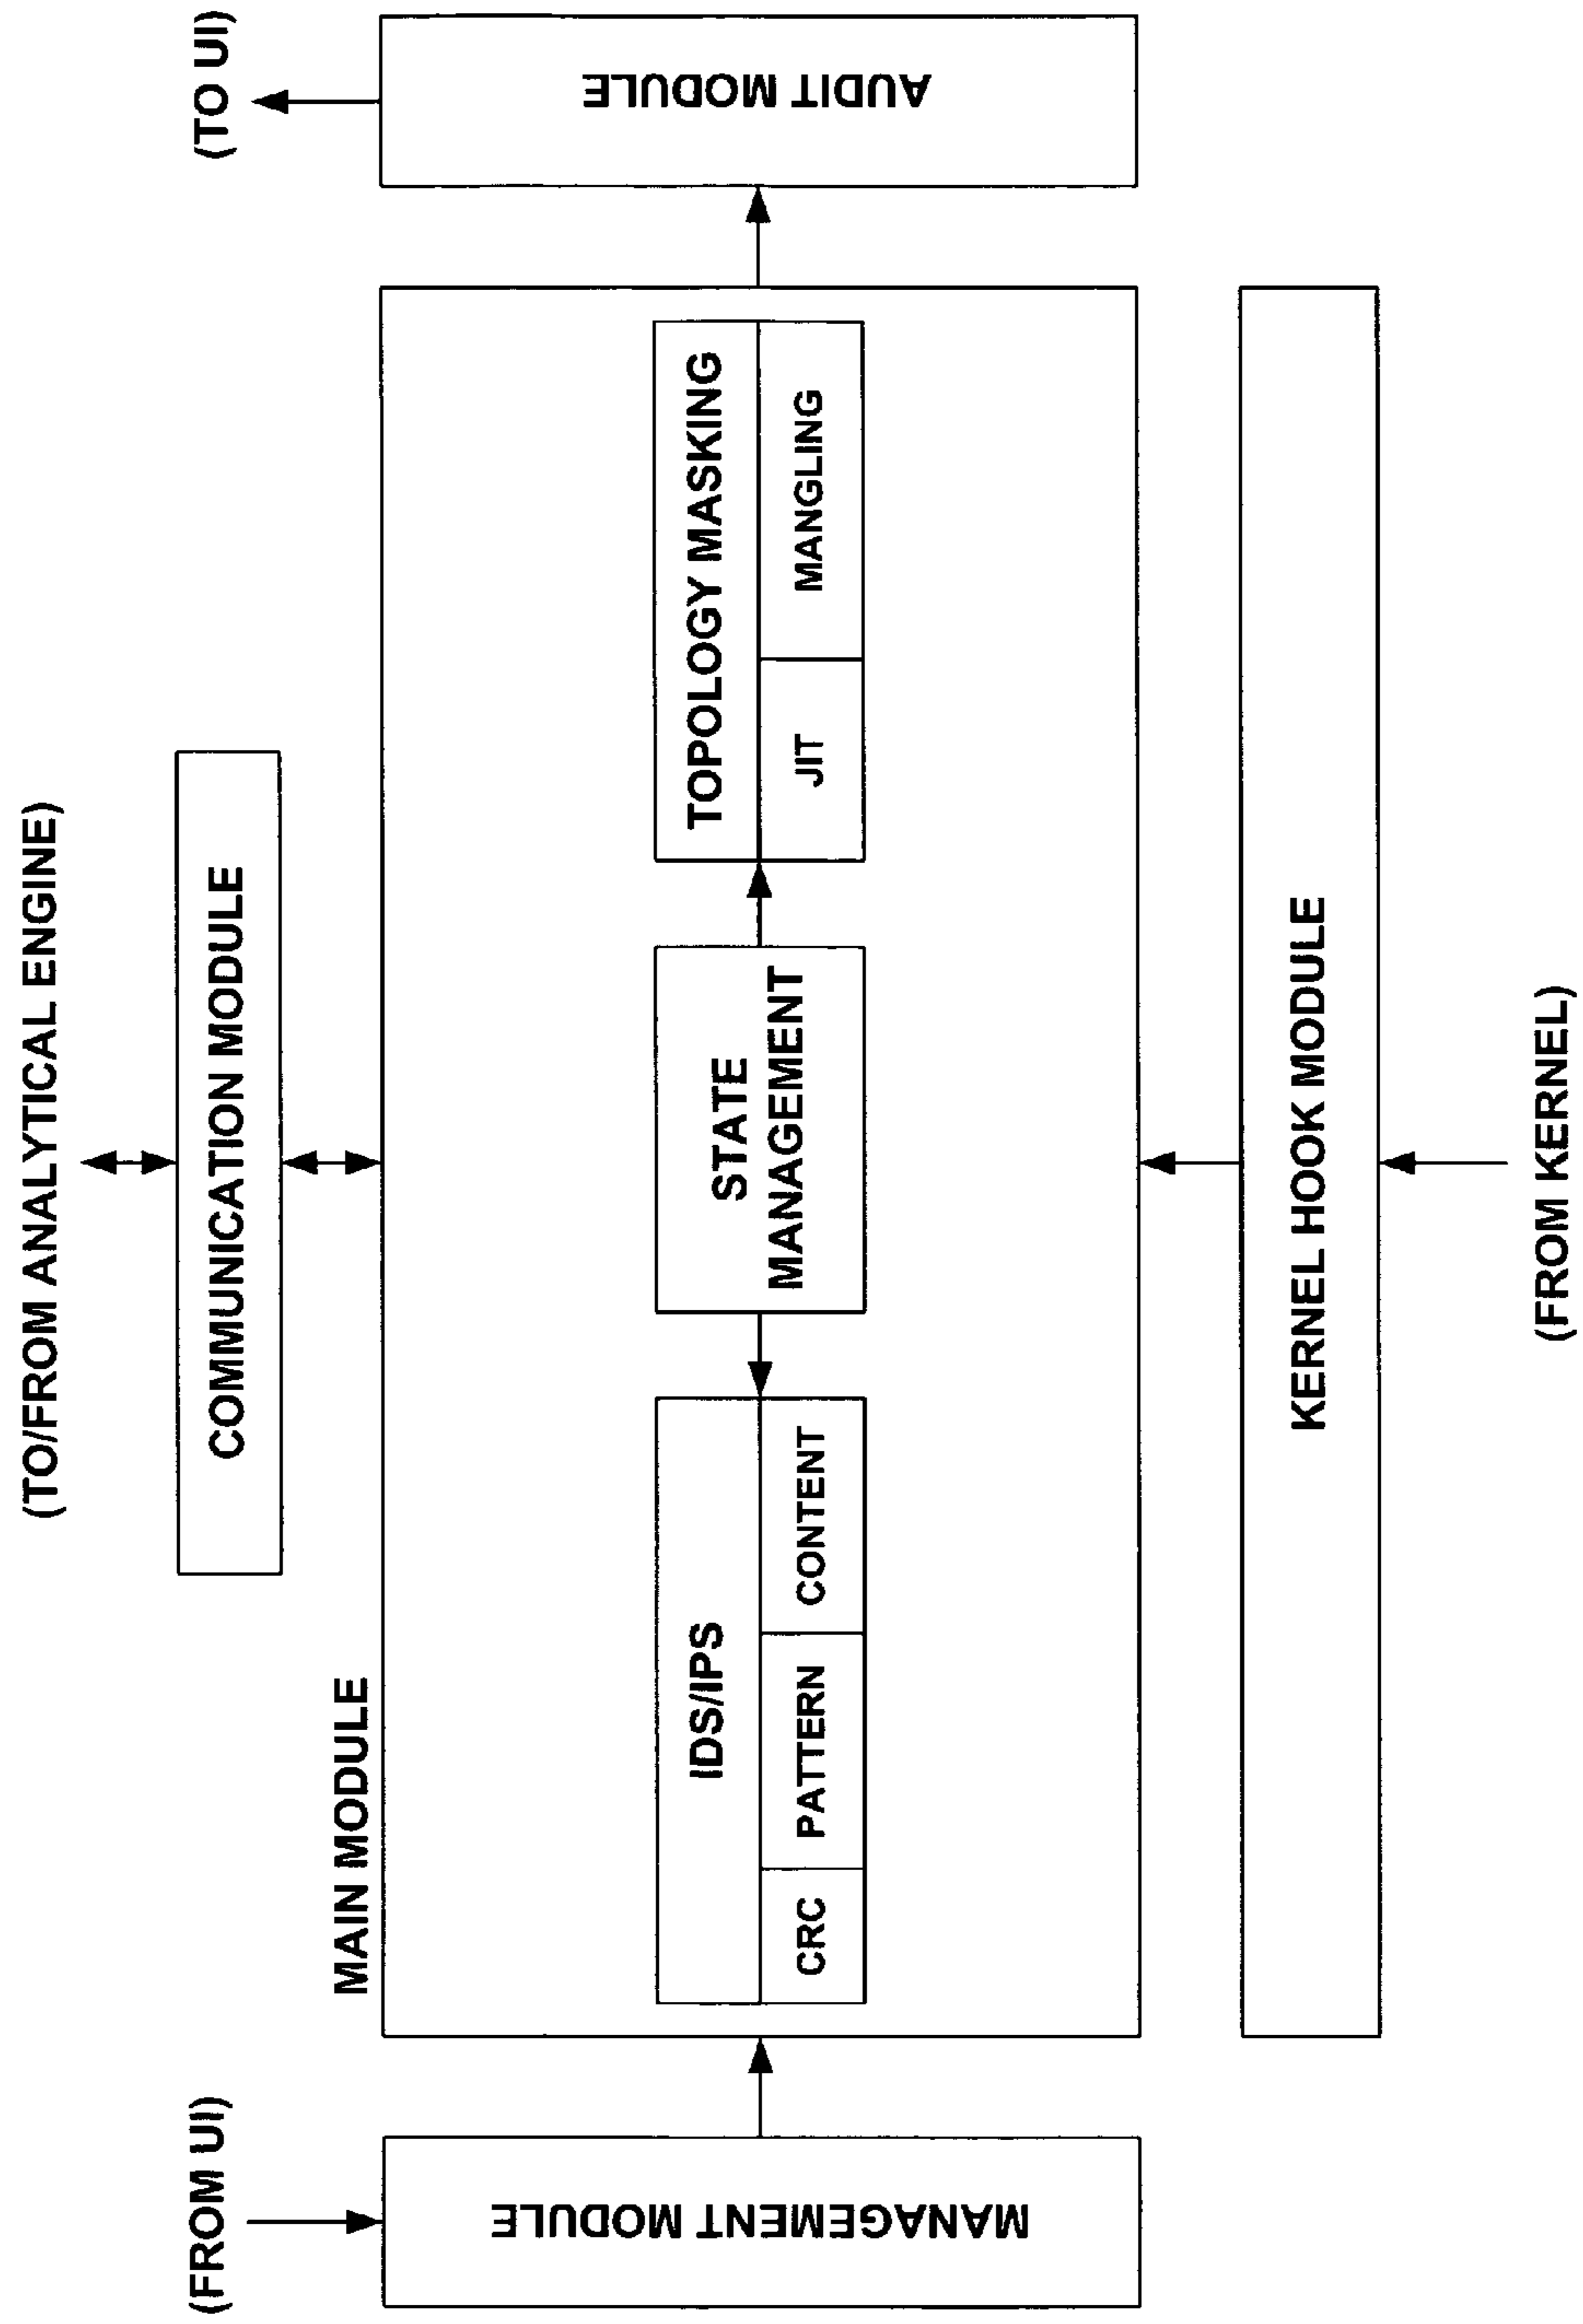 (TO/FROM ANALYTICAL ENGINE)
(FROM UI)
COMMUNICATION MODULE
(TO UI)
MAIN MODULE
MANAGEMENT MODULE
IDS/IPS
CRC
PATTERN
CONTENT
STATE
MANAGEMENT
TOPOLOGY MASKING
JIT
MANGLING
AUDIT MODULE
KERNEL HOOK MODULE
(FROM KERNEL)